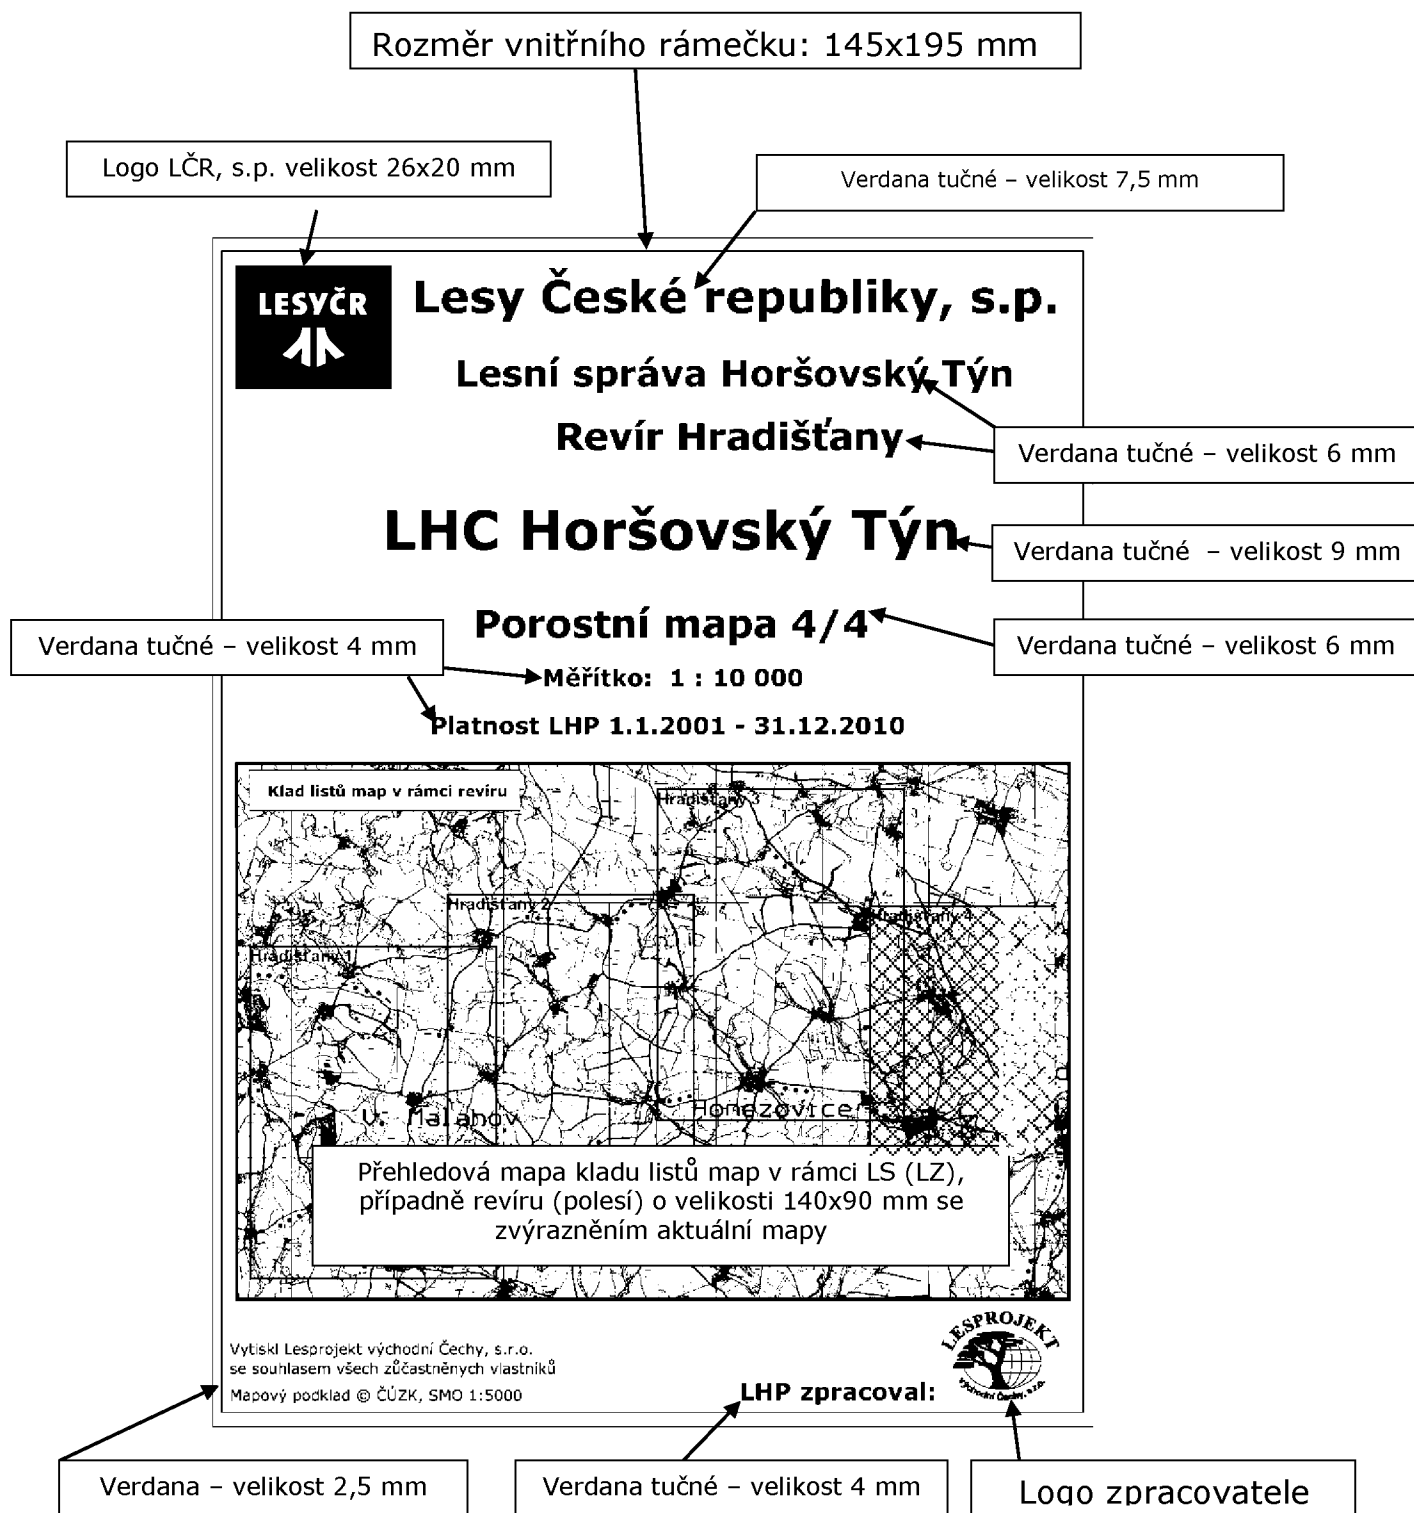 Rozměr vnitřního rámečku: 145x195 mm
Logo LČR, s.p. velikost 26x20 mm
Verdana tučné – velikost 7,5 mm
LESYČR
Lesy České republiky, s.p.
Lesní správa Horšovský Týn
Revír Hradišťany
Verdana tučné – velikost 6 mm
LHC Horšovský Týn
Verdana tučné – velikost 9 mm
Porostní mapa 4/4
Verdana tučné – velikost 4 mm
Verdana tučné – velikost 6 mm
Měřítko: 1 : 10 000
Platnost LHP 1.1.2001 - 31.12.2010
Klad listů map v rámci revíru
Hradišťany 3
Hradišťany 2
Hradišťany 4
Hradišťany 1
V. Malahov
Honezovice
Přehledová mapa kladu listů map v rámci LS (LZ),
případně revíru (polesí) o velikosti 140x90 mm se
zvýrazněním aktuální mapy
LESPROJEKT
východní Čechy, s.r.o.
Vytiskl Lesprojekt východní Čechy, s.r.o.
se souhlasem všech zůčastněných vlastníků
Mapový podklad © ČÚZK, SMO 1:5000
LHP zpracoval:
Verdana – velikost 2,5 mm
Verdana tučné – velikost 4 mm
Logo zpracovatele